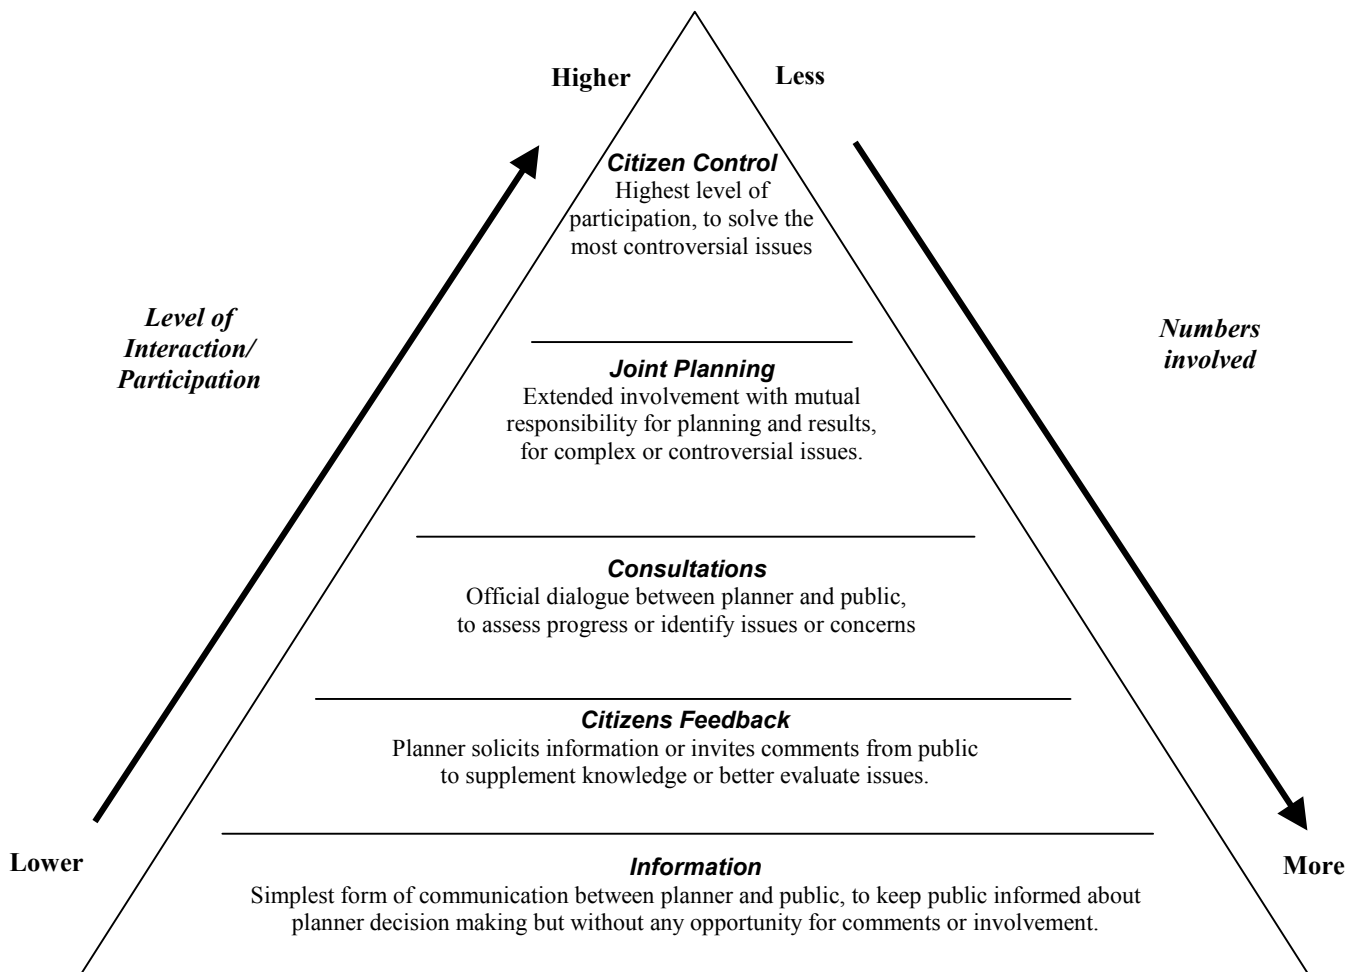 Higher
Less
Citizen Control
Highest level of
participation, to solve the
most controversial issues
Level of
Interaction/
Participation
Numbers
involved
Joint Planning
Extended involvement with mutual
responsibility for planning and results,
for complex or controversial issues.
Consultations
Official dialogue between planner and public,
to assess progress or identify issues or concerns
Citizens Feedback
Planner solicits information or invites comments from public
to supplement knowledge or better evaluate issues.
Lower
More
Information
Simplest form of communication between planner and public, to keep public informed about
planner decision making but without any opportunity for comments or involvement.